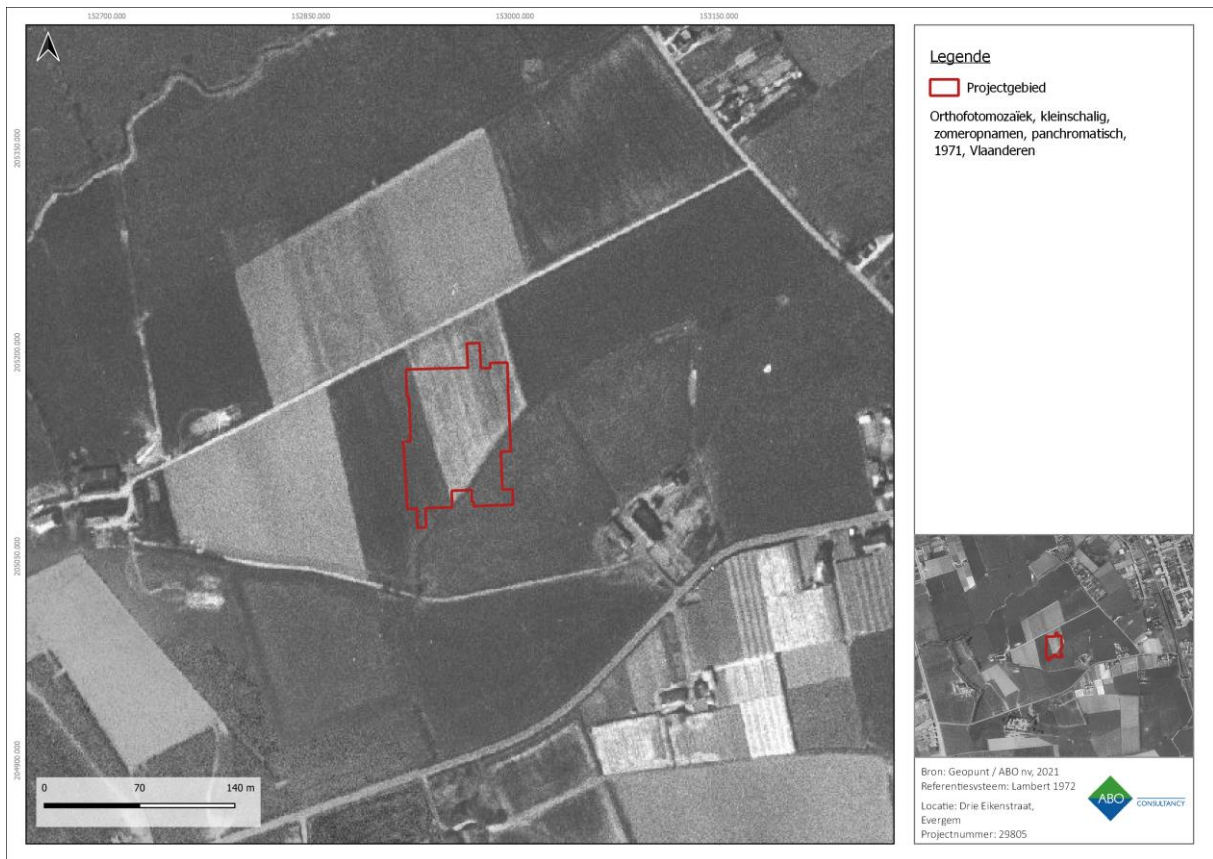 152700.000
152850.000
153000.000
153150.000
205350.000
205200.000
205050.000
204900.000
0
70
140 m
Legende
Projectgebied
Orthofotomozaïek, kleinschalig,
zomeropnamen, panchromatisch,
1971, Vlaanderen
Bron: Geopunt / ABO nv, 2021
Referentiesysteem: Lambert 1972
Locatie: Drie Eikenstraat,
Evergem
Projectnummer: 29805
ABO
CONSULTANCY